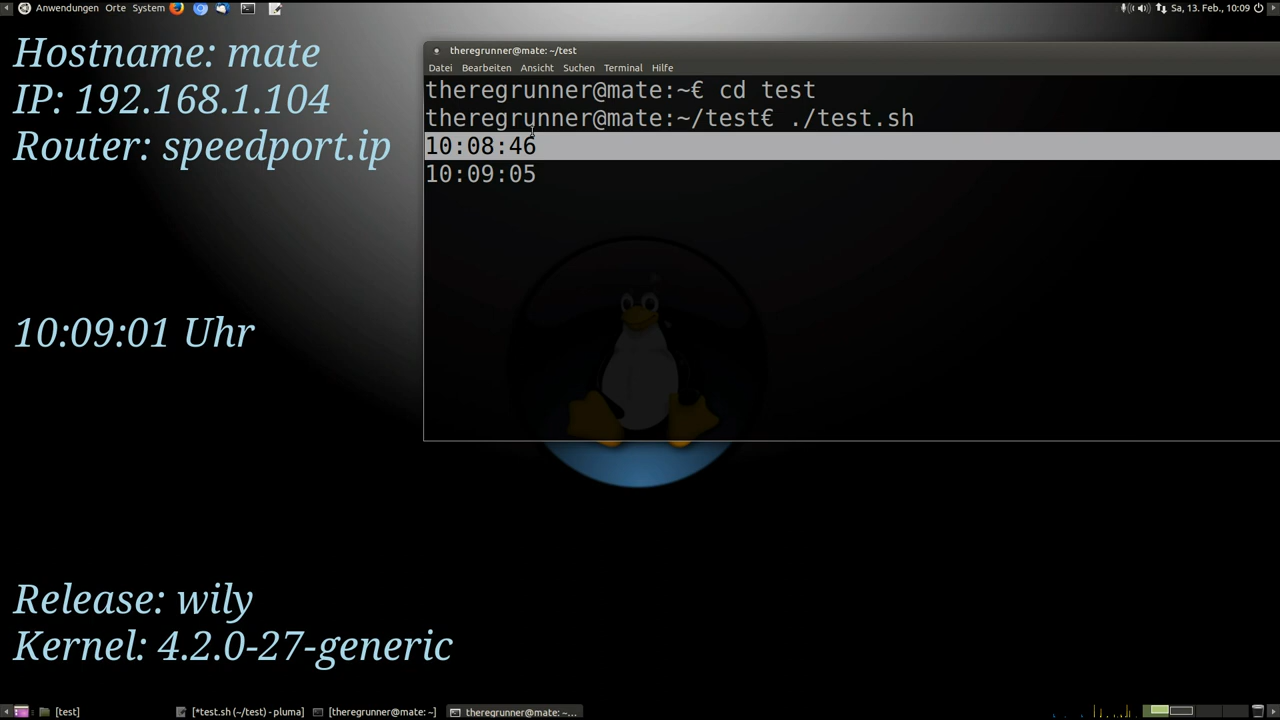 Anwendungen Orte System
Sa, 13. Feb., 10:09
Hostname: mate
IP: 192.168.1.104
Router: speedport.ip
10:09:01 Uhr
Release: wily
Kernel: 4.2.0-27-generic
theregrunner@mate: ~/test
Datei Bearbeiten Ansicht Suchen Terminal Hilfe
theregrunner@mate:~€ cd test
theregrunner@mate:~/test€ ./test.sh
10:08:46
10:09:05
[test] [*test.sh (~/test) - pluma] [theregrunner@mate: ~] theregrunner@mate: ~...